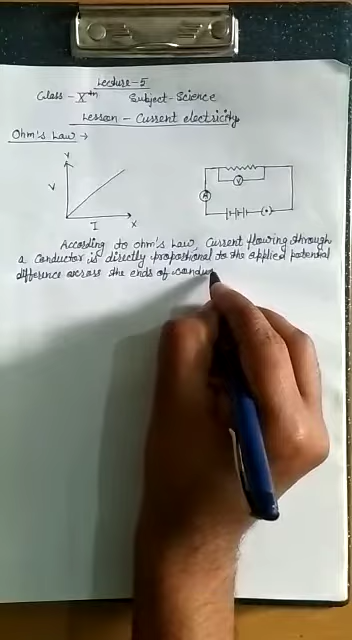 Lecture-5
Class-Xth Subject-Science
Lesson-Current electricity
Ohm's Law →
Y
V
I
X
V
A
According to ohm's Law, Current flowing through
a conductor is directly proportional to the applied potential
difference across the ends of condu